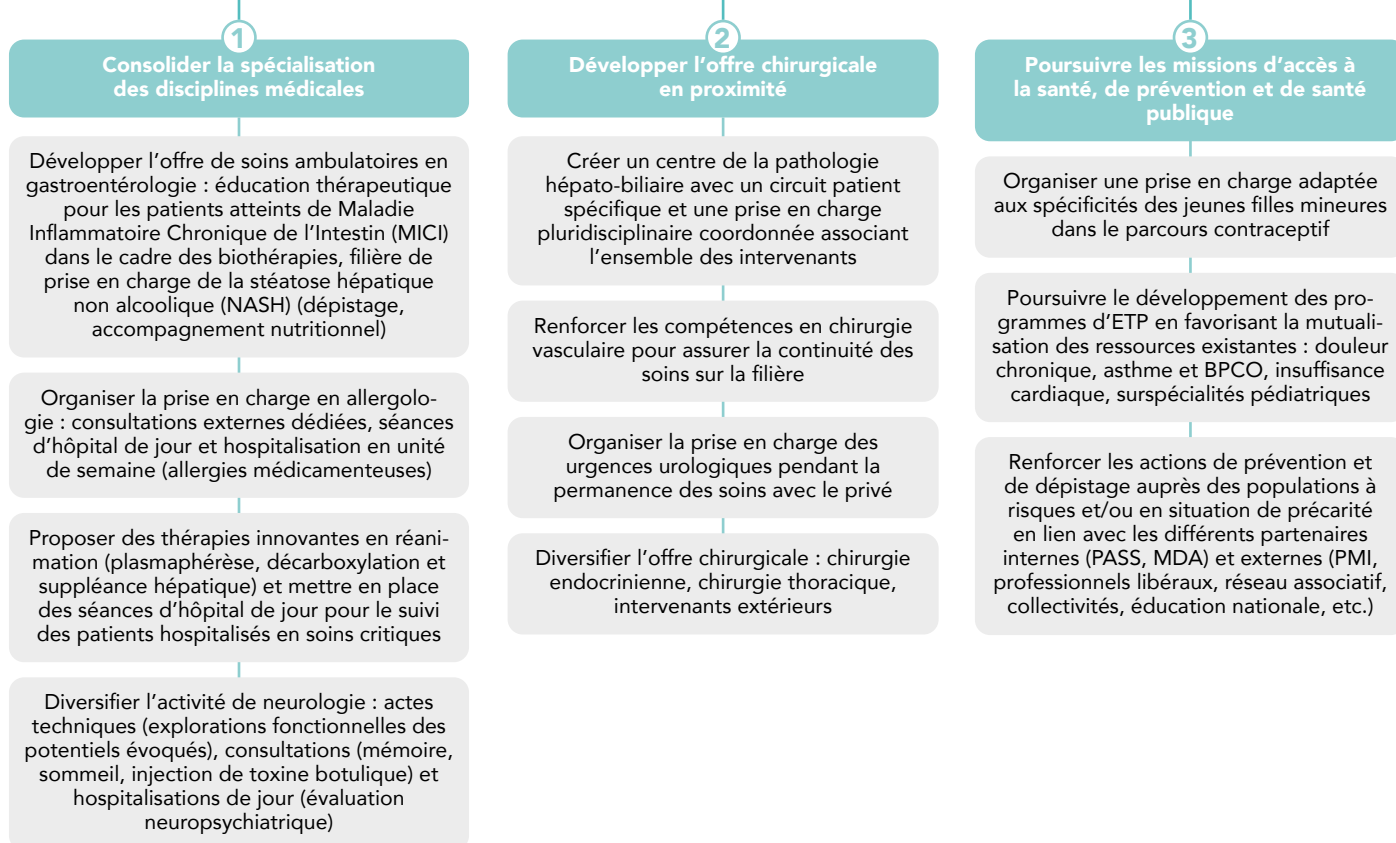 1
Consolider la spécialisation
des disciplines médicales
Développer l’offre de soins ambulatoires en
gastroentérologie : éducation thérapeutique
pour les patients atteints de Maladie
Inflammatoire Chronique de l’Intestin (MICI)
dans le cadre des biothérapies, filière de
prise en charge de la stéatose hépatique
non alcoolique (NASH) (dépistage,
accompagnement nutritionnel)
Organiser la prise en charge en allergolo-
gie : consultations externes dédiées, séances
d’hôpital de jour et hospitalisation en unité
de semaine (allergies médicamenteuses)
Proposer des thérapies innovantes en réani-
mation (plasmaphérèse, décarboxylation et
suppléance hépatique) et mettre en place
des séances d’hôpital de jour pour le suivi
des patients hospitalisés en soins critiques
Diversifier l’activité de neurologie : actes
techniques (explorations fonctionnelles des
potentiels évoqués), consultations (mémoire,
sommeil, injection de toxine botulique) et
hospitalisations de jour (évaluation
neuropsychiatrique)
2
Développer l’offre chirurgicale
en proximité
Créer un centre de la pathologie
hépato-biliaire avec un circuit patient
spécifique et une prise en charge
pluridisciplinaire coordonnée associant
l’ensemble des intervenants
Renforcer les compétences en chirurgie
vasculaire pour assurer la continuité des
soins sur la filière
Organiser la prise en charge des
urgences urologiques pendant la
permanence des soins avec le privé
Diversifier l’offre chirurgicale : chirurgie
endocrinienne, chirurgie thoracique,
intervenants extérieurs
3
Poursuivre les missions d’accès à
la santé, de prévention et de santé
publique
Organiser une prise en charge adaptée
aux spécificités des jeunes filles mineures
dans le parcours contraceptif
Poursuivre le développement des pro-
grammes d’ETP en favorisant la mutuali-
sation des ressources existantes : douleur
chronique, asthme et BPCO, insuffisance
cardiaque, surspécialités pédiatriques
Renforcer les actions de prévention et
de dépistage auprès des populations à
risques et/ou en situation de précarité
en lien avec les différents partenaires
internes (PASS, MDA) et externes (PMI,
professionnels libéraux, réseau associatif,
collectivités, éducation nationale, etc.)